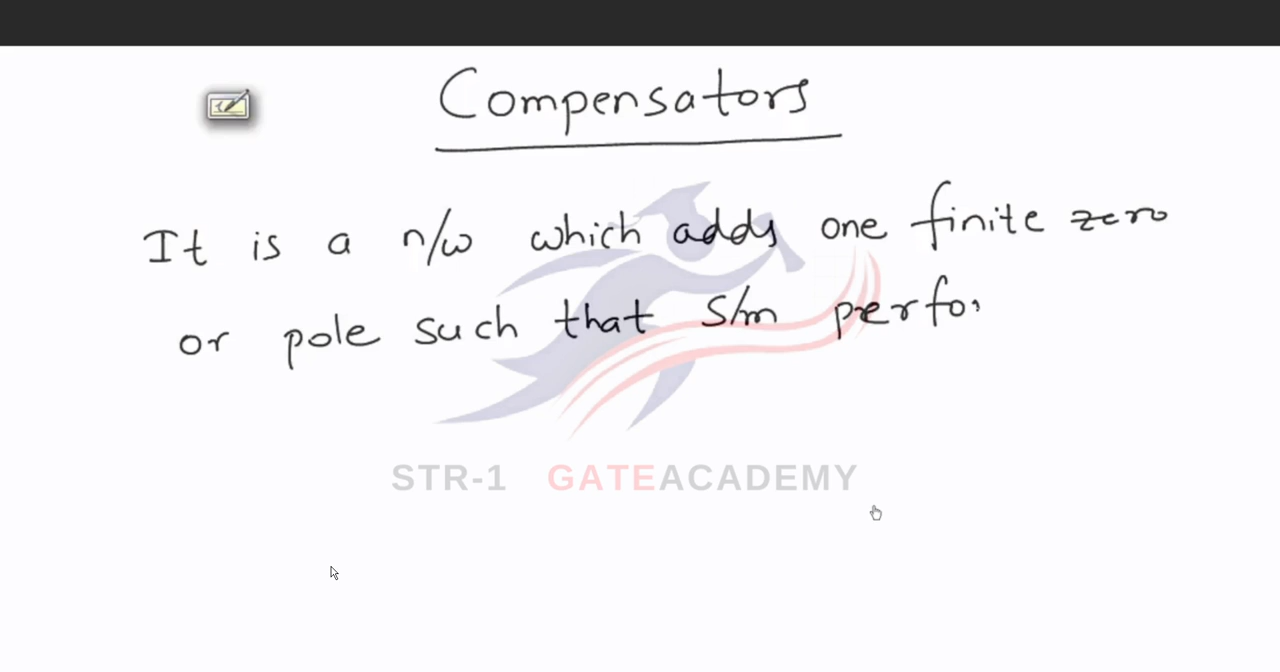 Compensators
It is a n/w which adds one finite zero
or pole such that S/m perfo
STR-1 GATEACADEMY